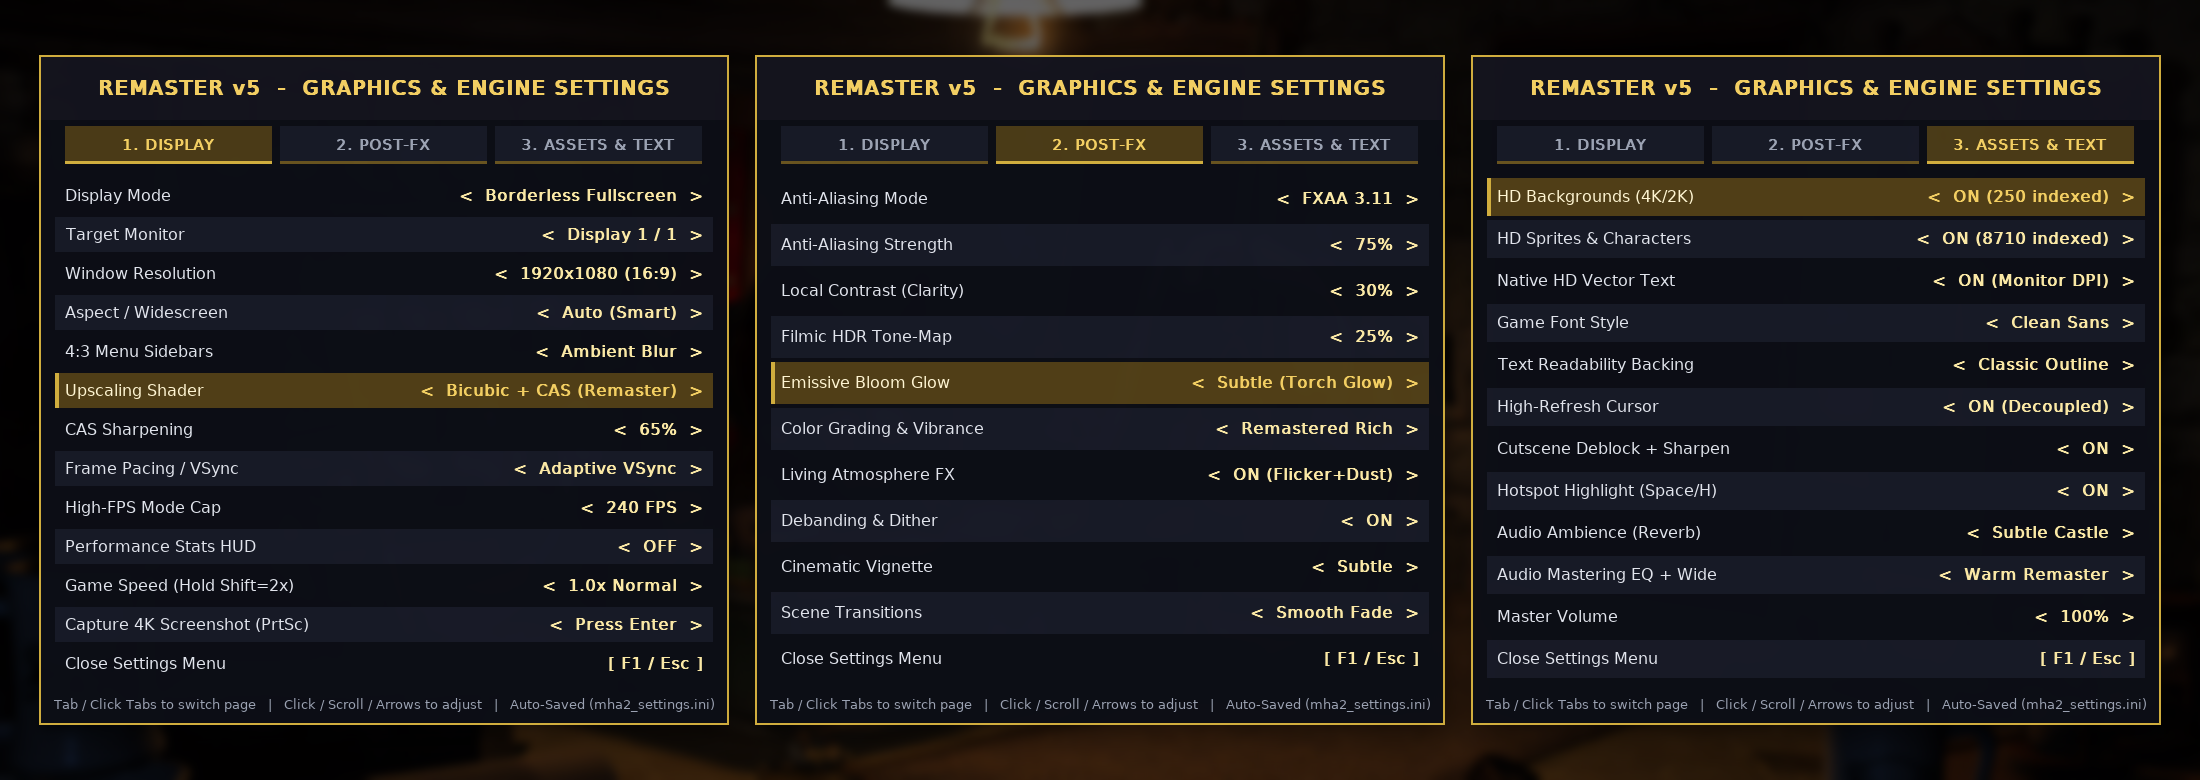 REMASTER v5 - GRAPHICS & ENGINE SETTINGS
1. DISPLAY 2. POST-FX 3. ASSETS & TEXT
Display Mode < Borderless Fullscreen >
Target Monitor < Display 1 / 1 >
Window Resolution < 1920x1080 (16:9) >
Aspect / Widescreen < Auto (Smart) >
4:3 Menu Sidebars < Ambient Blur >
Upscaling Shader < Bicubic + CAS (Remaster) >
CAS Sharpening < 65% >
Frame Pacing / VSync < Adaptive VSync >
High-FPS Mode Cap < 240 FPS >
Performance Stats HUD < OFF >
Game Speed (Hold Shift=2x) < 1.0x Normal >
Capture 4K Screenshot (PrtSc) < Press Enter >
Close Settings Menu [ F1 / Esc ]
Tab / Click Tabs to switch page | Click / Scroll / Arrows to adjust | Auto-Saved (mha2_settings.ini)
REMASTER v5 - GRAPHICS & ENGINE SETTINGS
1. DISPLAY 2. POST-FX 3. ASSETS & TEXT
Anti-Aliasing Mode < FXAA 3.11 >
Anti-Aliasing Strength < 75% >
Local Contrast (Clarity) < 30% >
Filmic HDR Tone-Map < 25% >
Emissive Bloom Glow < Subtle (Torch Glow) >
Color Grading & Vibrance < Remastered Rich >
Living Atmosphere FX < ON (Flicker+Dust) >
Debanding & Dither < ON >
Cinematic Vignette < Subtle >
Scene Transitions < Smooth Fade >
Close Settings Menu [ F1 / Esc ]
Tab / Click Tabs to switch page | Click / Scroll / Arrows to adjust | Auto-Saved (mha2_settings.ini)
REMASTER v5 - GRAPHICS & ENGINE SETTINGS
1. DISPLAY 2. POST-FX 3. ASSETS & TEXT
HD Backgrounds (4K/2K) < ON (250 indexed) >
HD Sprites & Characters < ON (8710 indexed) >
Native HD Vector Text < ON (Monitor DPI) >
Game Font Style < Clean Sans >
Text Readability Backing < Classic Outline >
High-Refresh Cursor < ON (Decoupled) >
Cutscene Deblock + Sharpen < ON >
Hotspot Highlight (Space/H) < ON >
Audio Ambience (Reverb) < Subtle Castle >
Audio Mastering EQ + Wide < Warm Remaster >
Master Volume < 100% >
Close Settings Menu [ F1 / Esc ]
Tab / Click Tabs to switch page | Click / Scroll / Arrows to adjust | Auto-Saved (mha2_settings.ini)